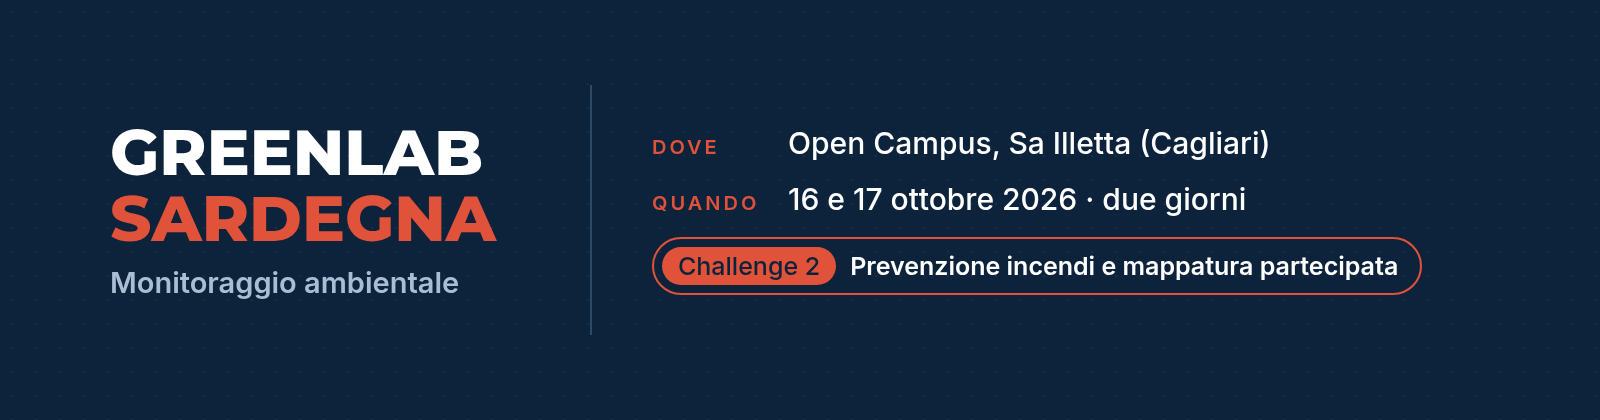 GREENLAB
SARDEGNA
Monitoraggio ambientale
DOVE Open Campus, Sa Illetta (Cagliari)
QUANDO 16 e 17 ottobre 2026 · due giorni
Challenge 2 Prevenzione incendi e mappatura partecipata